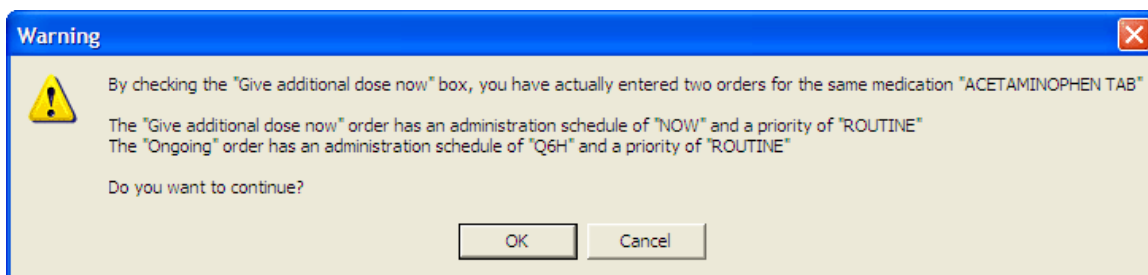 Warning
By checking the "Give additional dose now" box, you have actually entered two orders for the same medication "ACETAMINOPHEN TAB"
The "Give additional dose now" order has an administration schedule of "NOW" and a priority of "ROUTINE"
The "Ongoing" order has an administration schedule of "Q6H" and a priority of "ROUTINE"
Do you want to continue?
OK
Cancel